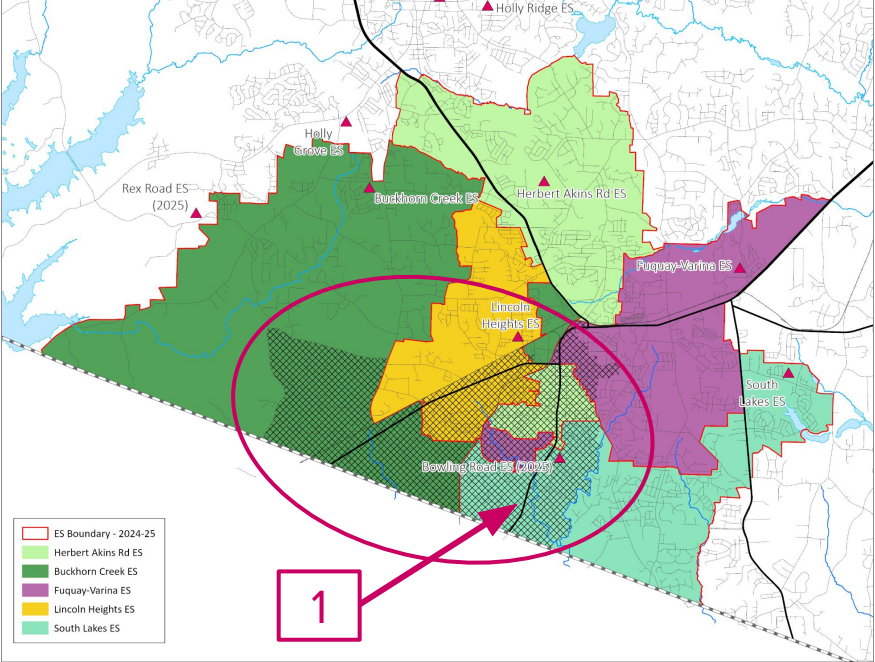 Holly Ridge ES
Holly
Grove ES
Rex Road ES
(2025)
Buckhorn Creek ES
Herbert Akins Rd ES
Fuquay-Varina ES
Lincoln
Heights ES
South
Lakes ES
Bowling Road ES (2025)
ES Boundary - 2024-25
Herbert Akins Rd ES
Buckhorn Creek ES
Fuquay-Varina ES
Lincoln Heights ES
South Lakes ES
1